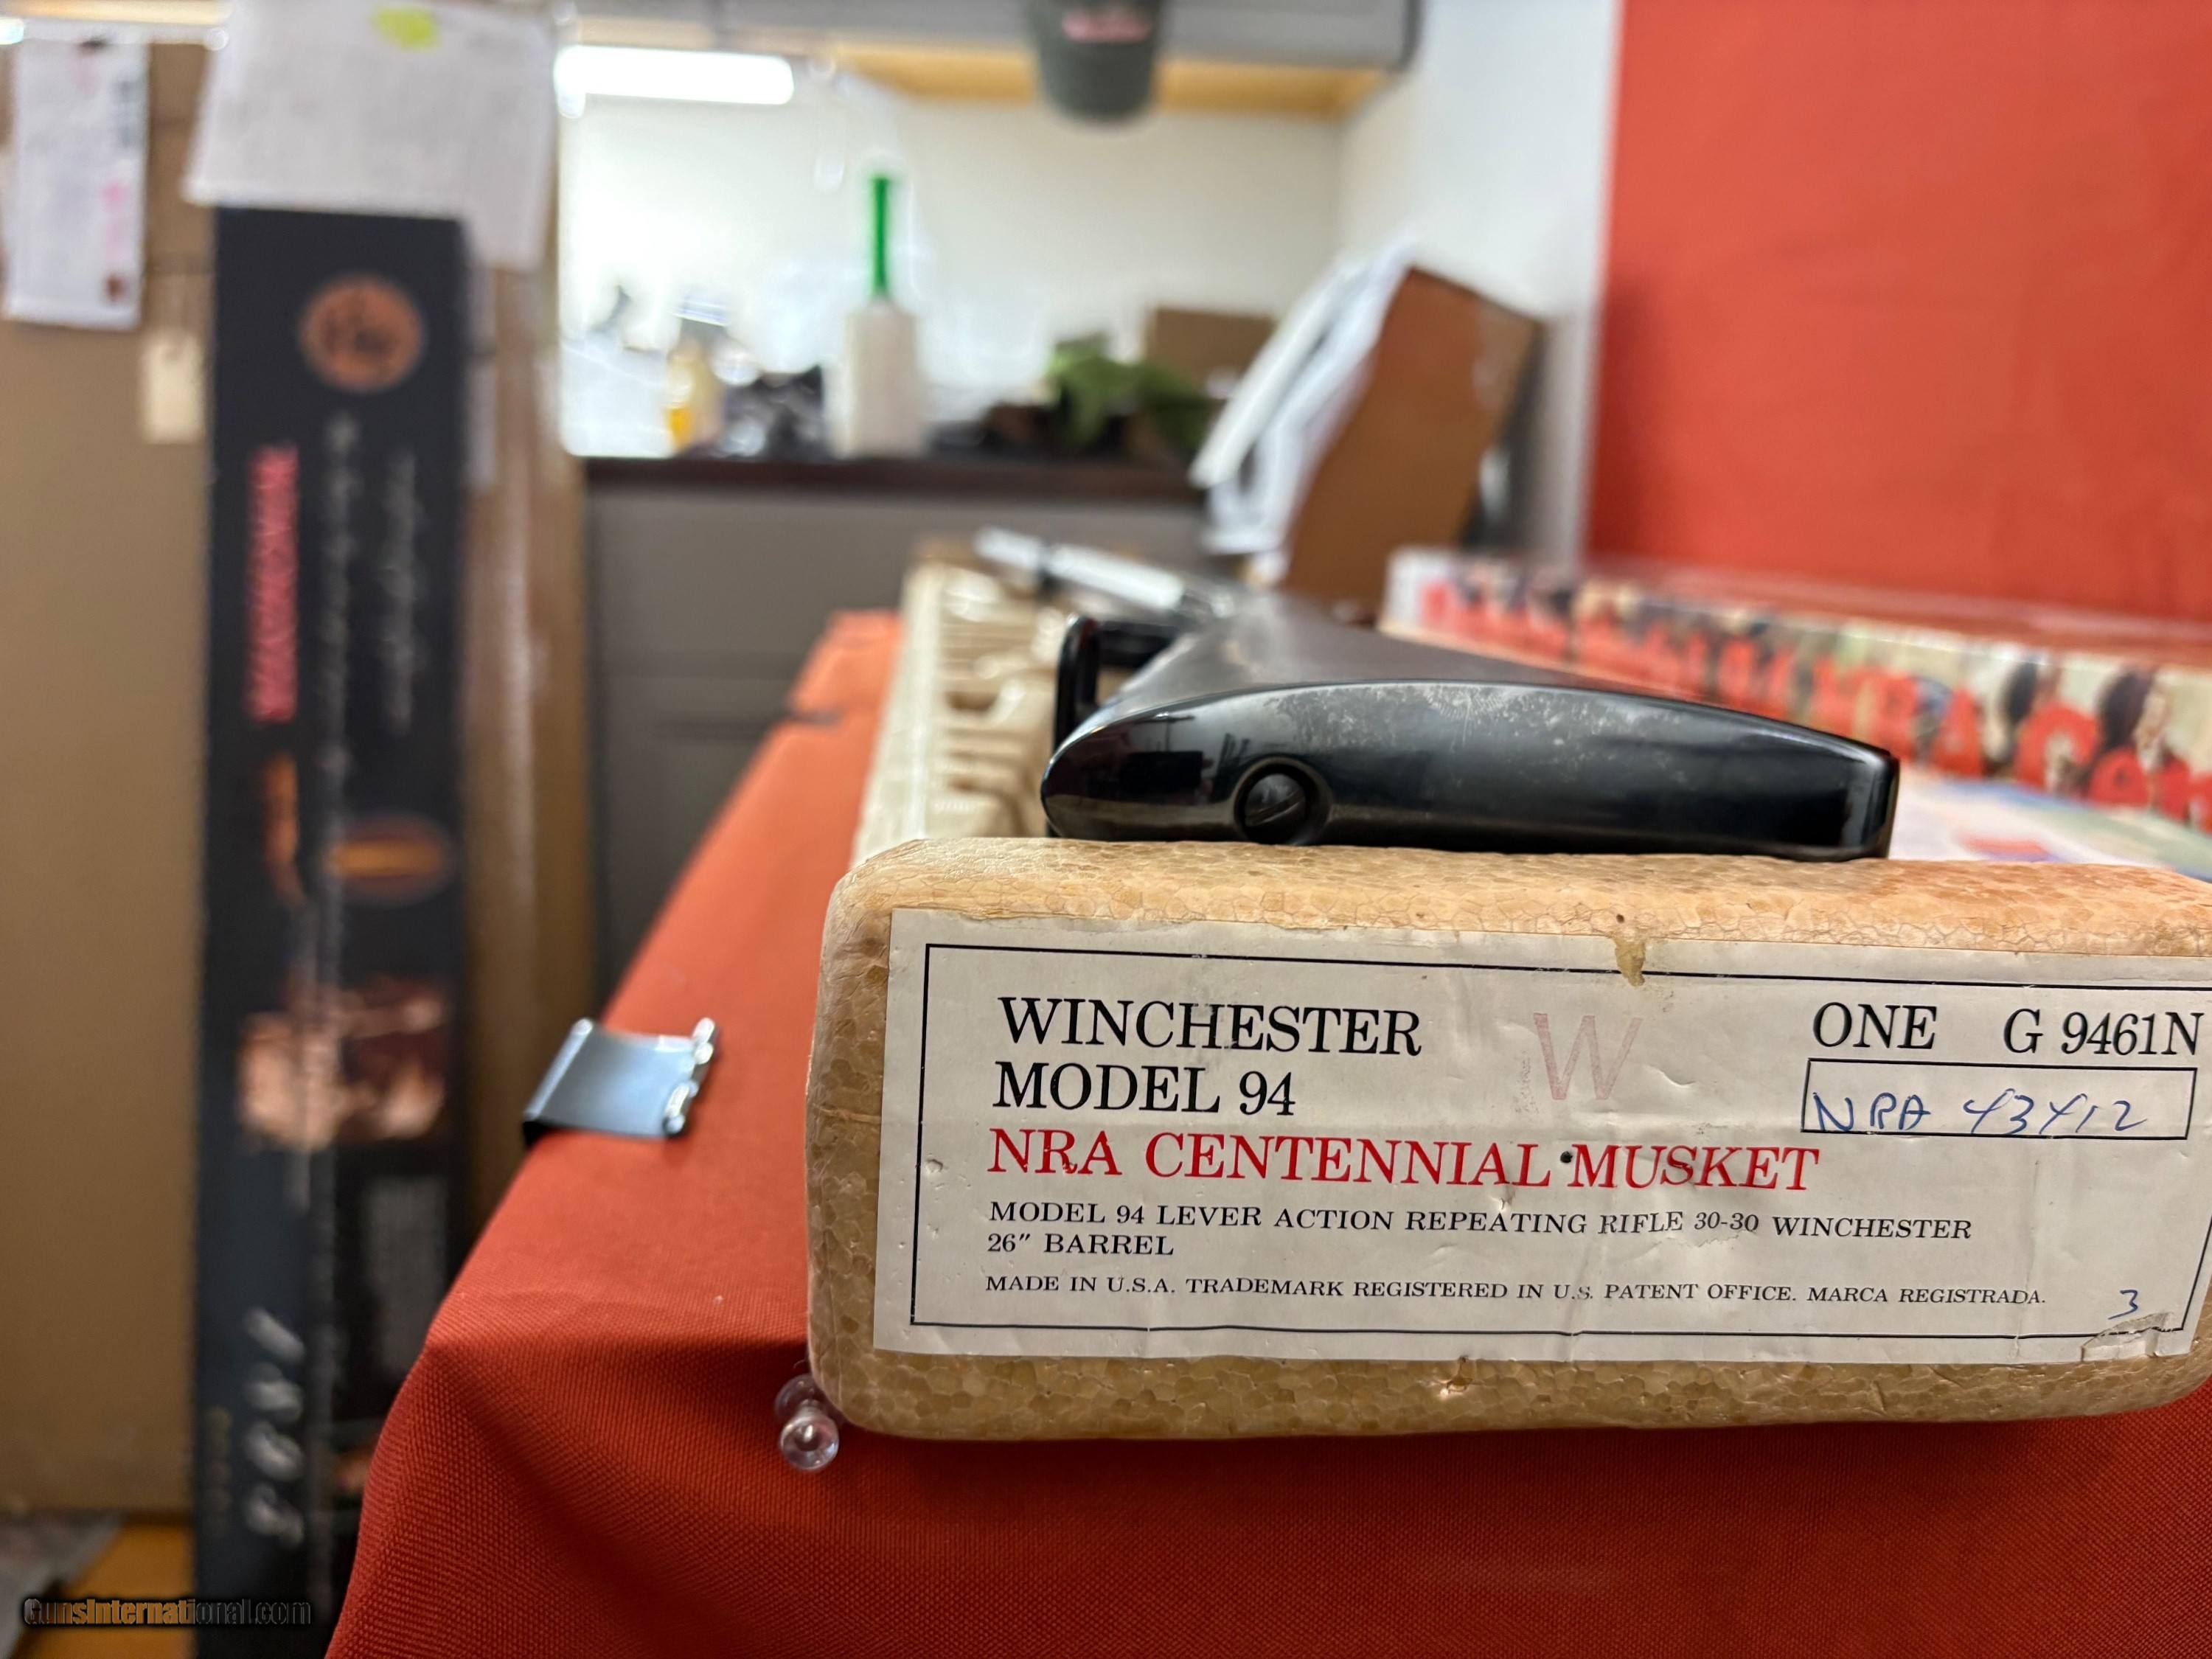 WINCHESTER
MODEL 94
NRA CENTENNIAL MUSKET
MODEL 94 LEVER ACTION REPEATING RIFLE 30-30 WINCHESTER
26" BARREL
MADE IN U.S.A. TRADEMARK REGISTERED IN U.S. PATENT OFFICE. MARCA REGISTRADA.
W
ONE G 9461N
NRA 43412
3
GunsInternational.com